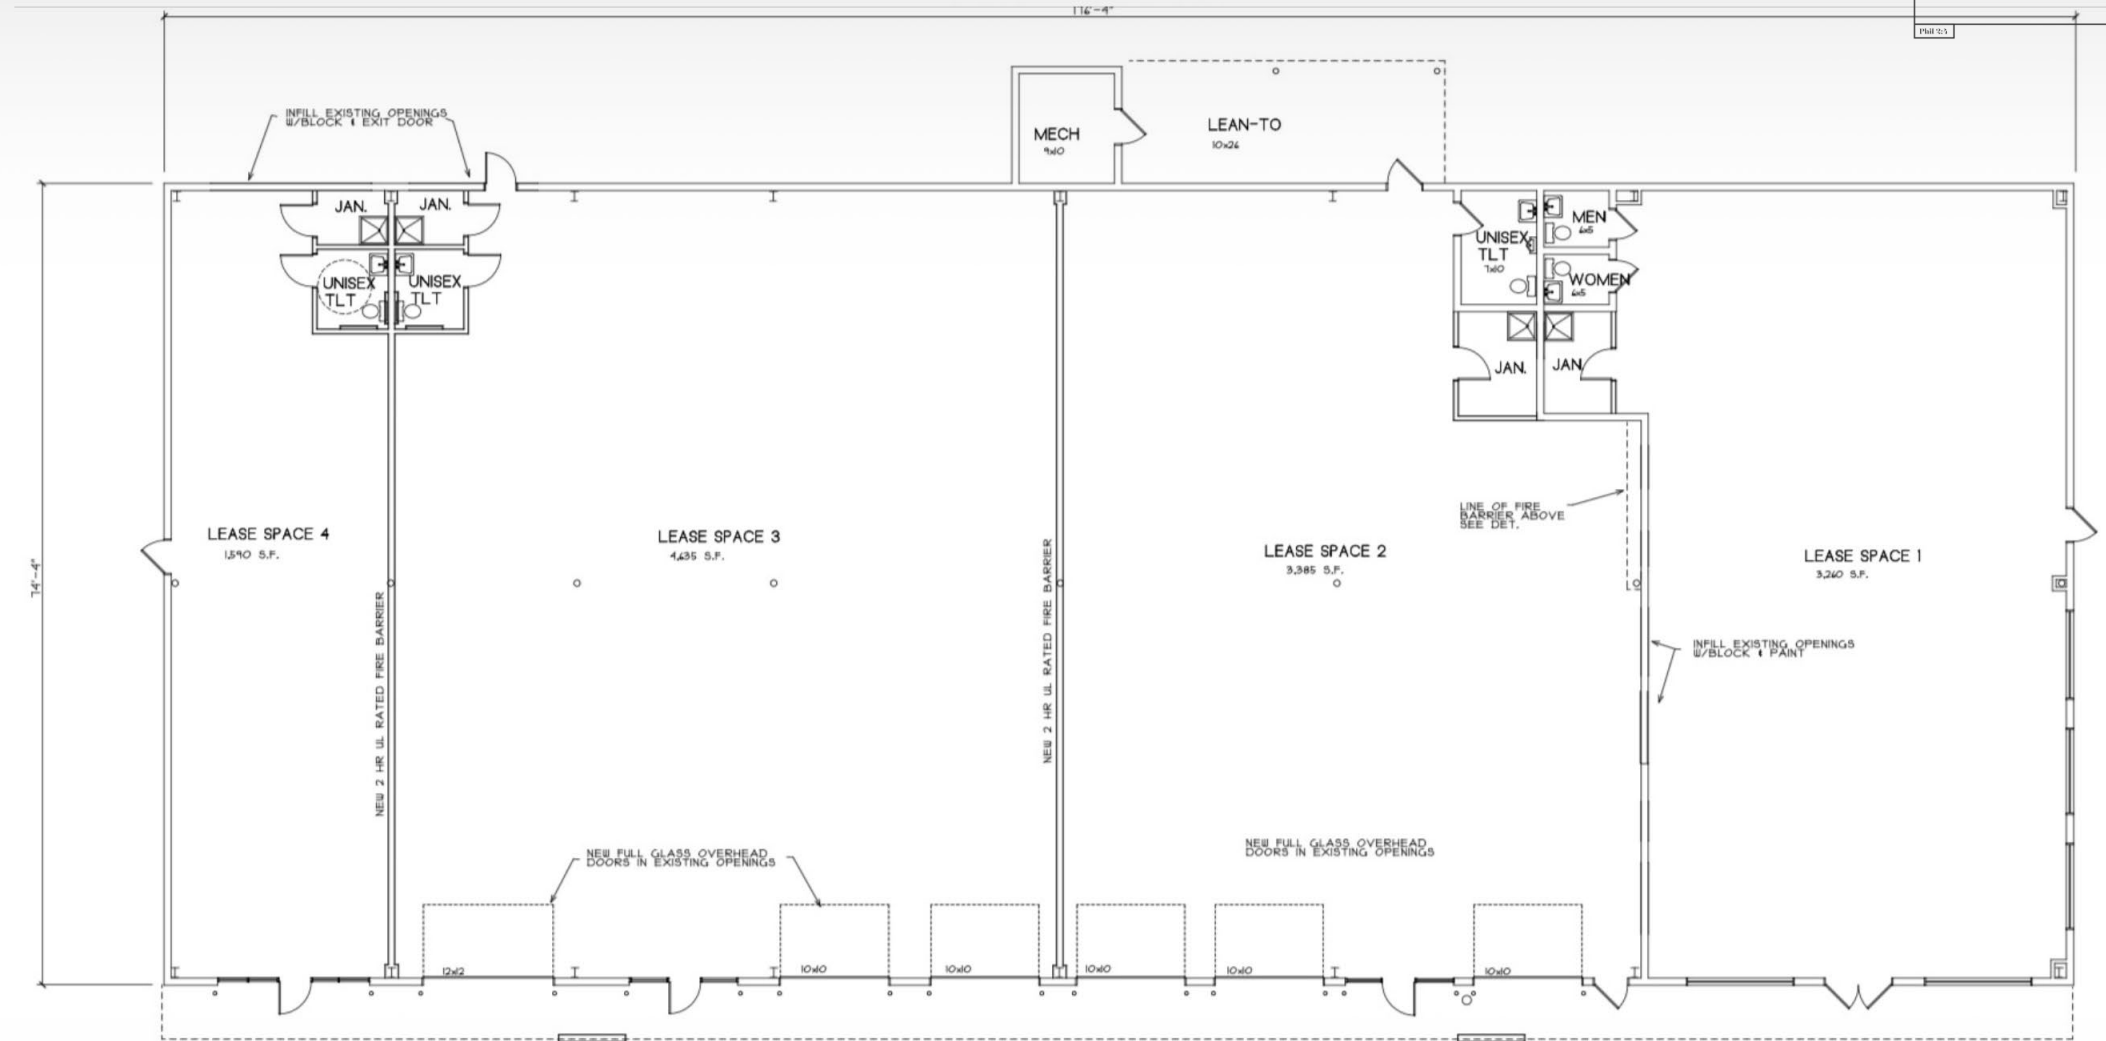 176'-4"
Phil 3:4
INFILL EXISTING OPENINGS
W/BLOCK & EXIT DOOR
MECH
9x10
LEAN-TO
10x26
JAN.
JAN.
UNISEX
TLT
UNISEX
TLT
UNISEX
TLT
7x10
MEN
6x5
WOMEN
6x5
JAN.
JAN.
LINE OF FIRE
BARRIER ABOVE
SEE DET.
74'-4"
LEASE SPACE 4
1,590 S.F.
LEASE SPACE 3
4,635 S.F.
LEASE SPACE 2
3,385 S.F.
LEASE SPACE 1
3,260 S.F.
NEW 2 HR UL RATED FIRE BARRIER
NEW 2 HR UL RATED FIRE BARRIER
INFILL EXISTING OPENINGS
W/BLOCK & PAINT
NEW FULL GLASS OVERHEAD
DOORS IN EXISTING OPENINGS
NEW FULL GLASS OVERHEAD
DOORS IN EXISTING OPENINGS
12x12
10x10
10x10
10x10
10x10
10x10